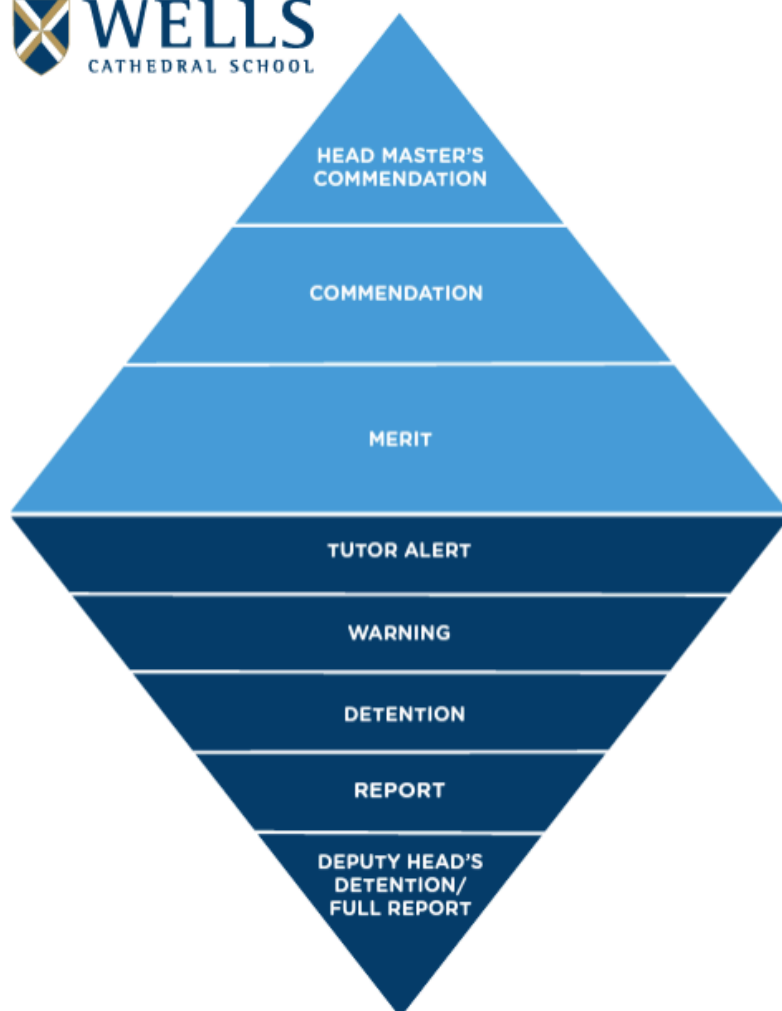 WELLS
CATHEDRAL SCHOOL
HEAD MASTER'S
COMMENDATION
COMMENDATION
MERIT
TUTOR ALERT
WARNING
DETENTION
REPORT
DEPUTY HEAD'S
DETENTION/
FULL REPORT